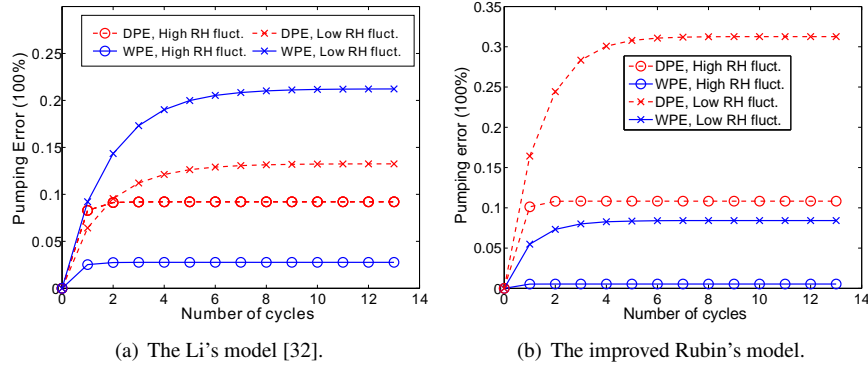 DPE, High RH fluct.
WPE, High RH fluct.
DPE, Low RH fluct.
WPE, Low RH fluct.
Pumping Error (100%)
0.25
0.2
0.15
0.1
0.05
0
0 2 4 6 8 10 12 14
Number of cycles
(a) The Li's model [32].
DPE, High RH fluct.
WPE, High RH fluct.
DPE, Low RH fluct.
WPE, Low RH fluct.
Pumping error (100%)
0.35
0.3
0.25
0.2
0.15
0.1
0.05
0
0 2 4 6 8 10 12 14
Number of cycles
(b) The improved Rubin's model.